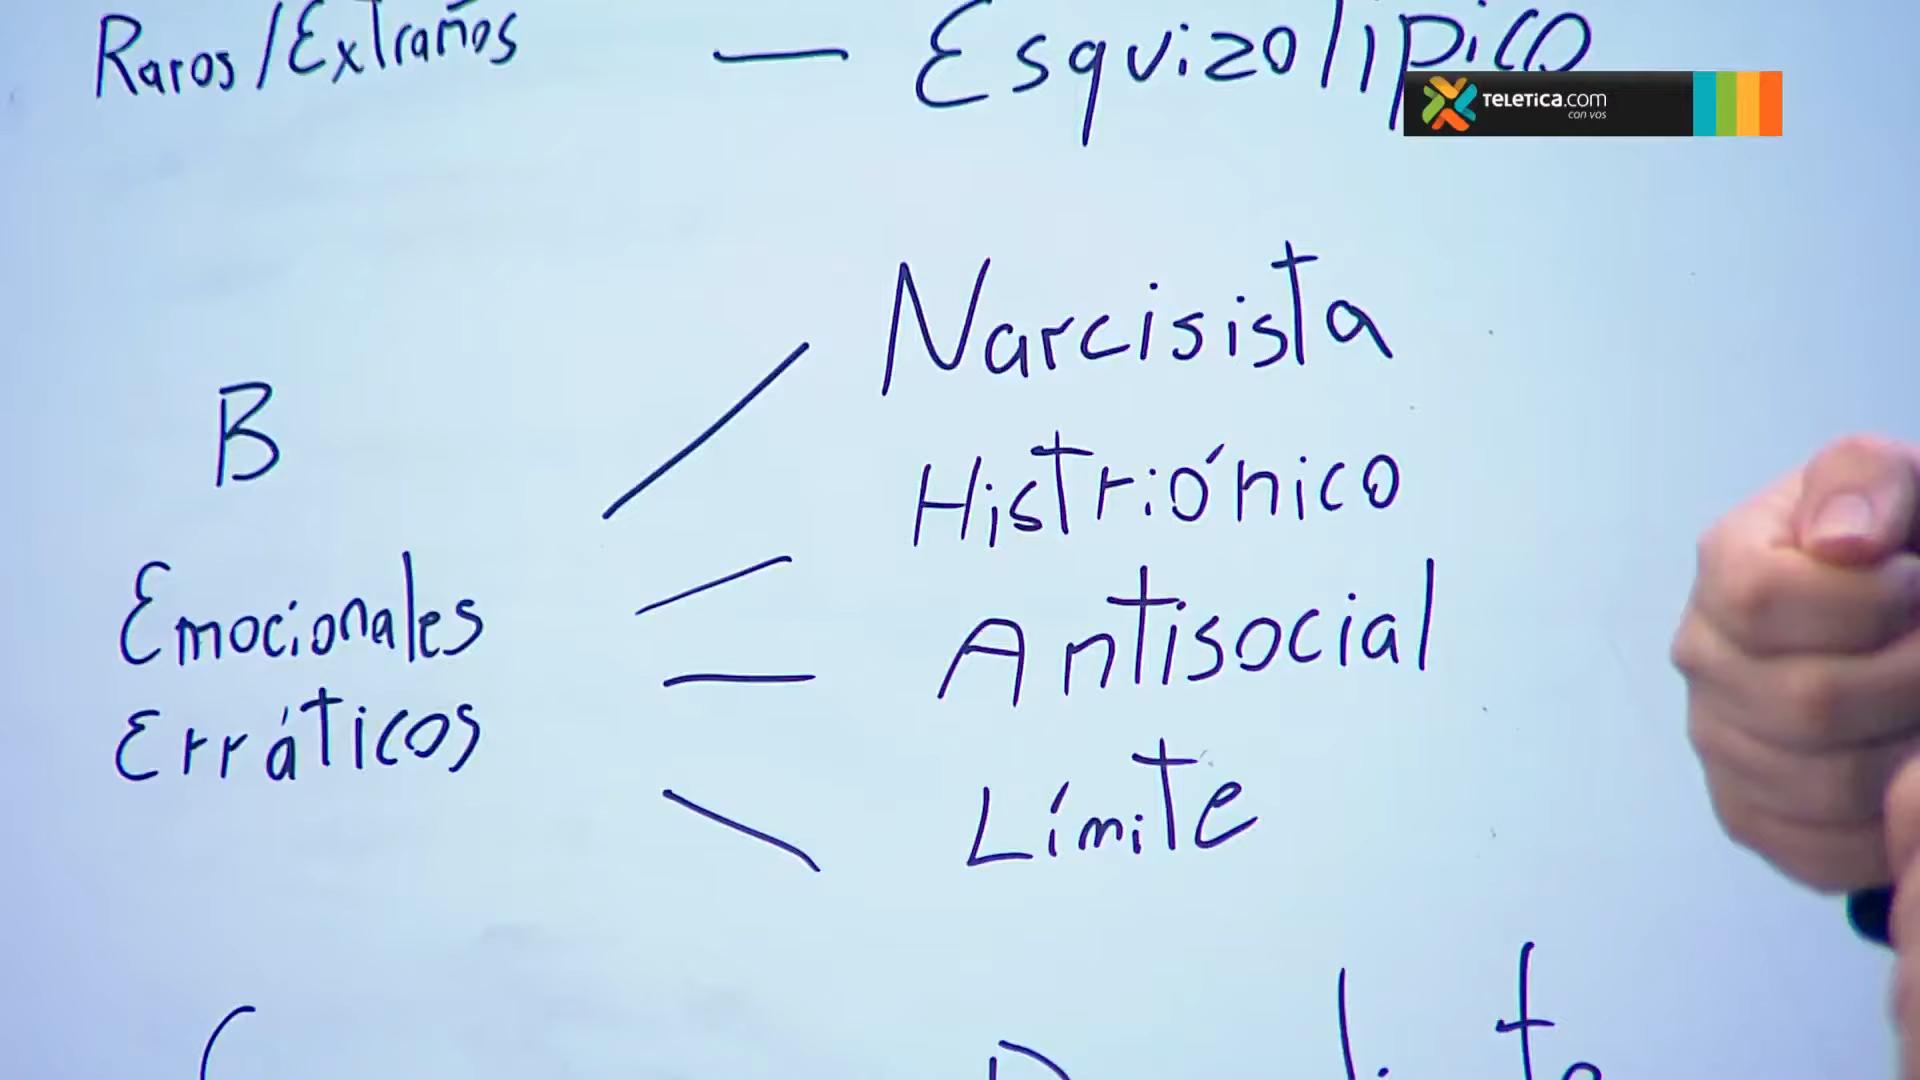 Raros/Extraños — Esquizotípico
TELETICA.com
con vos
Narcisista
B
Histriónico
Emocionales
Antisocial
Erráticos
Límite